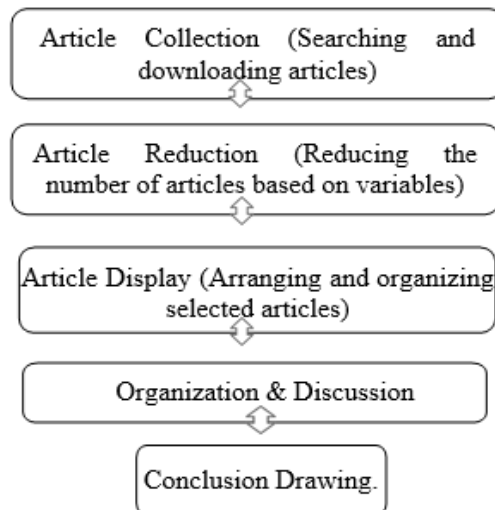 Article Collection (Searching and
downloading articles)
Article Reduction (Reducing the
number of articles based on variables)
Article Display (Arranging and organizing
selected articles)
Organization & Discussion
Conclusion Drawing.